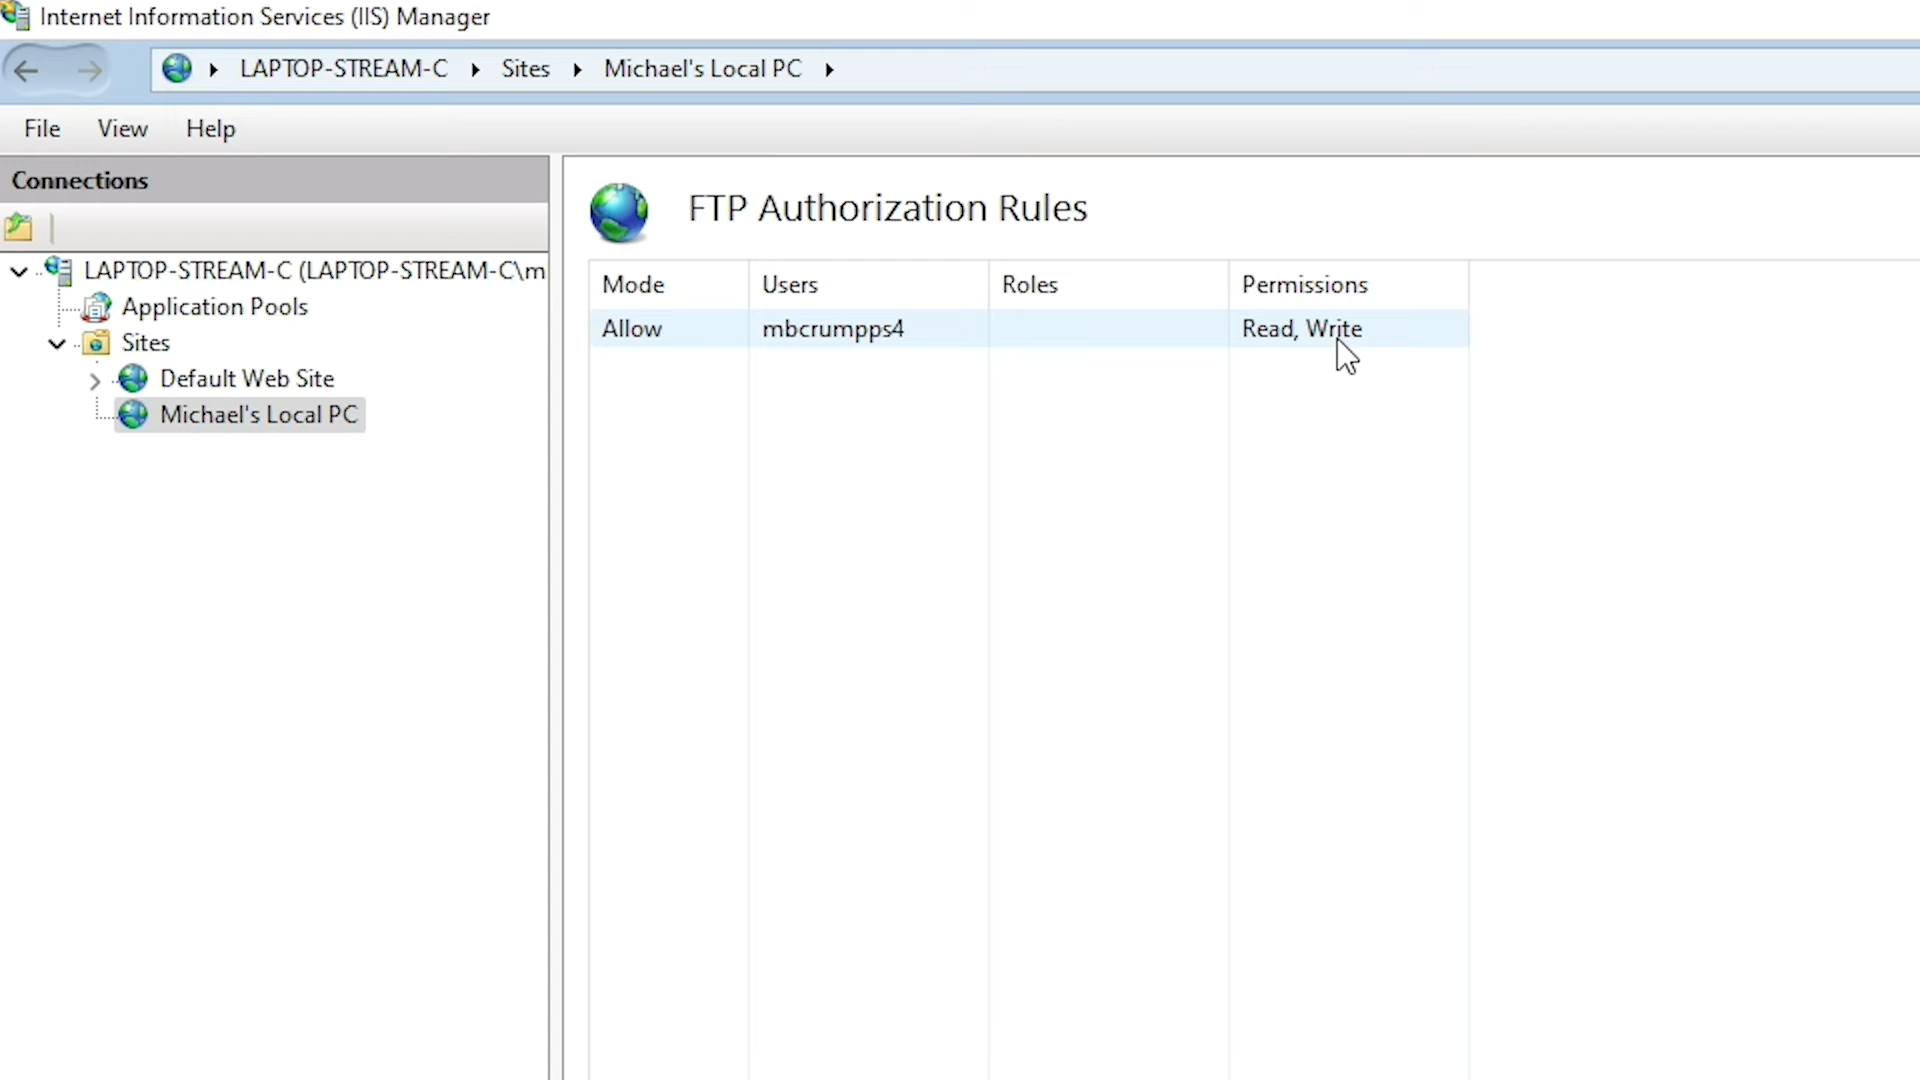 Internet Information Services (IIS) Manager
LAPTOP-STREAM-C Sites Michael's Local PC
File View Help
Connections
LAPTOP-STREAM-C (LAPTOP-STREAM-C\m
Application Pools
Sites
Default Web Site
Michael's Local PC
FTP Authorization Rules
Mode Users Roles Permissions
Allow mbcrumpps4 Read, Write